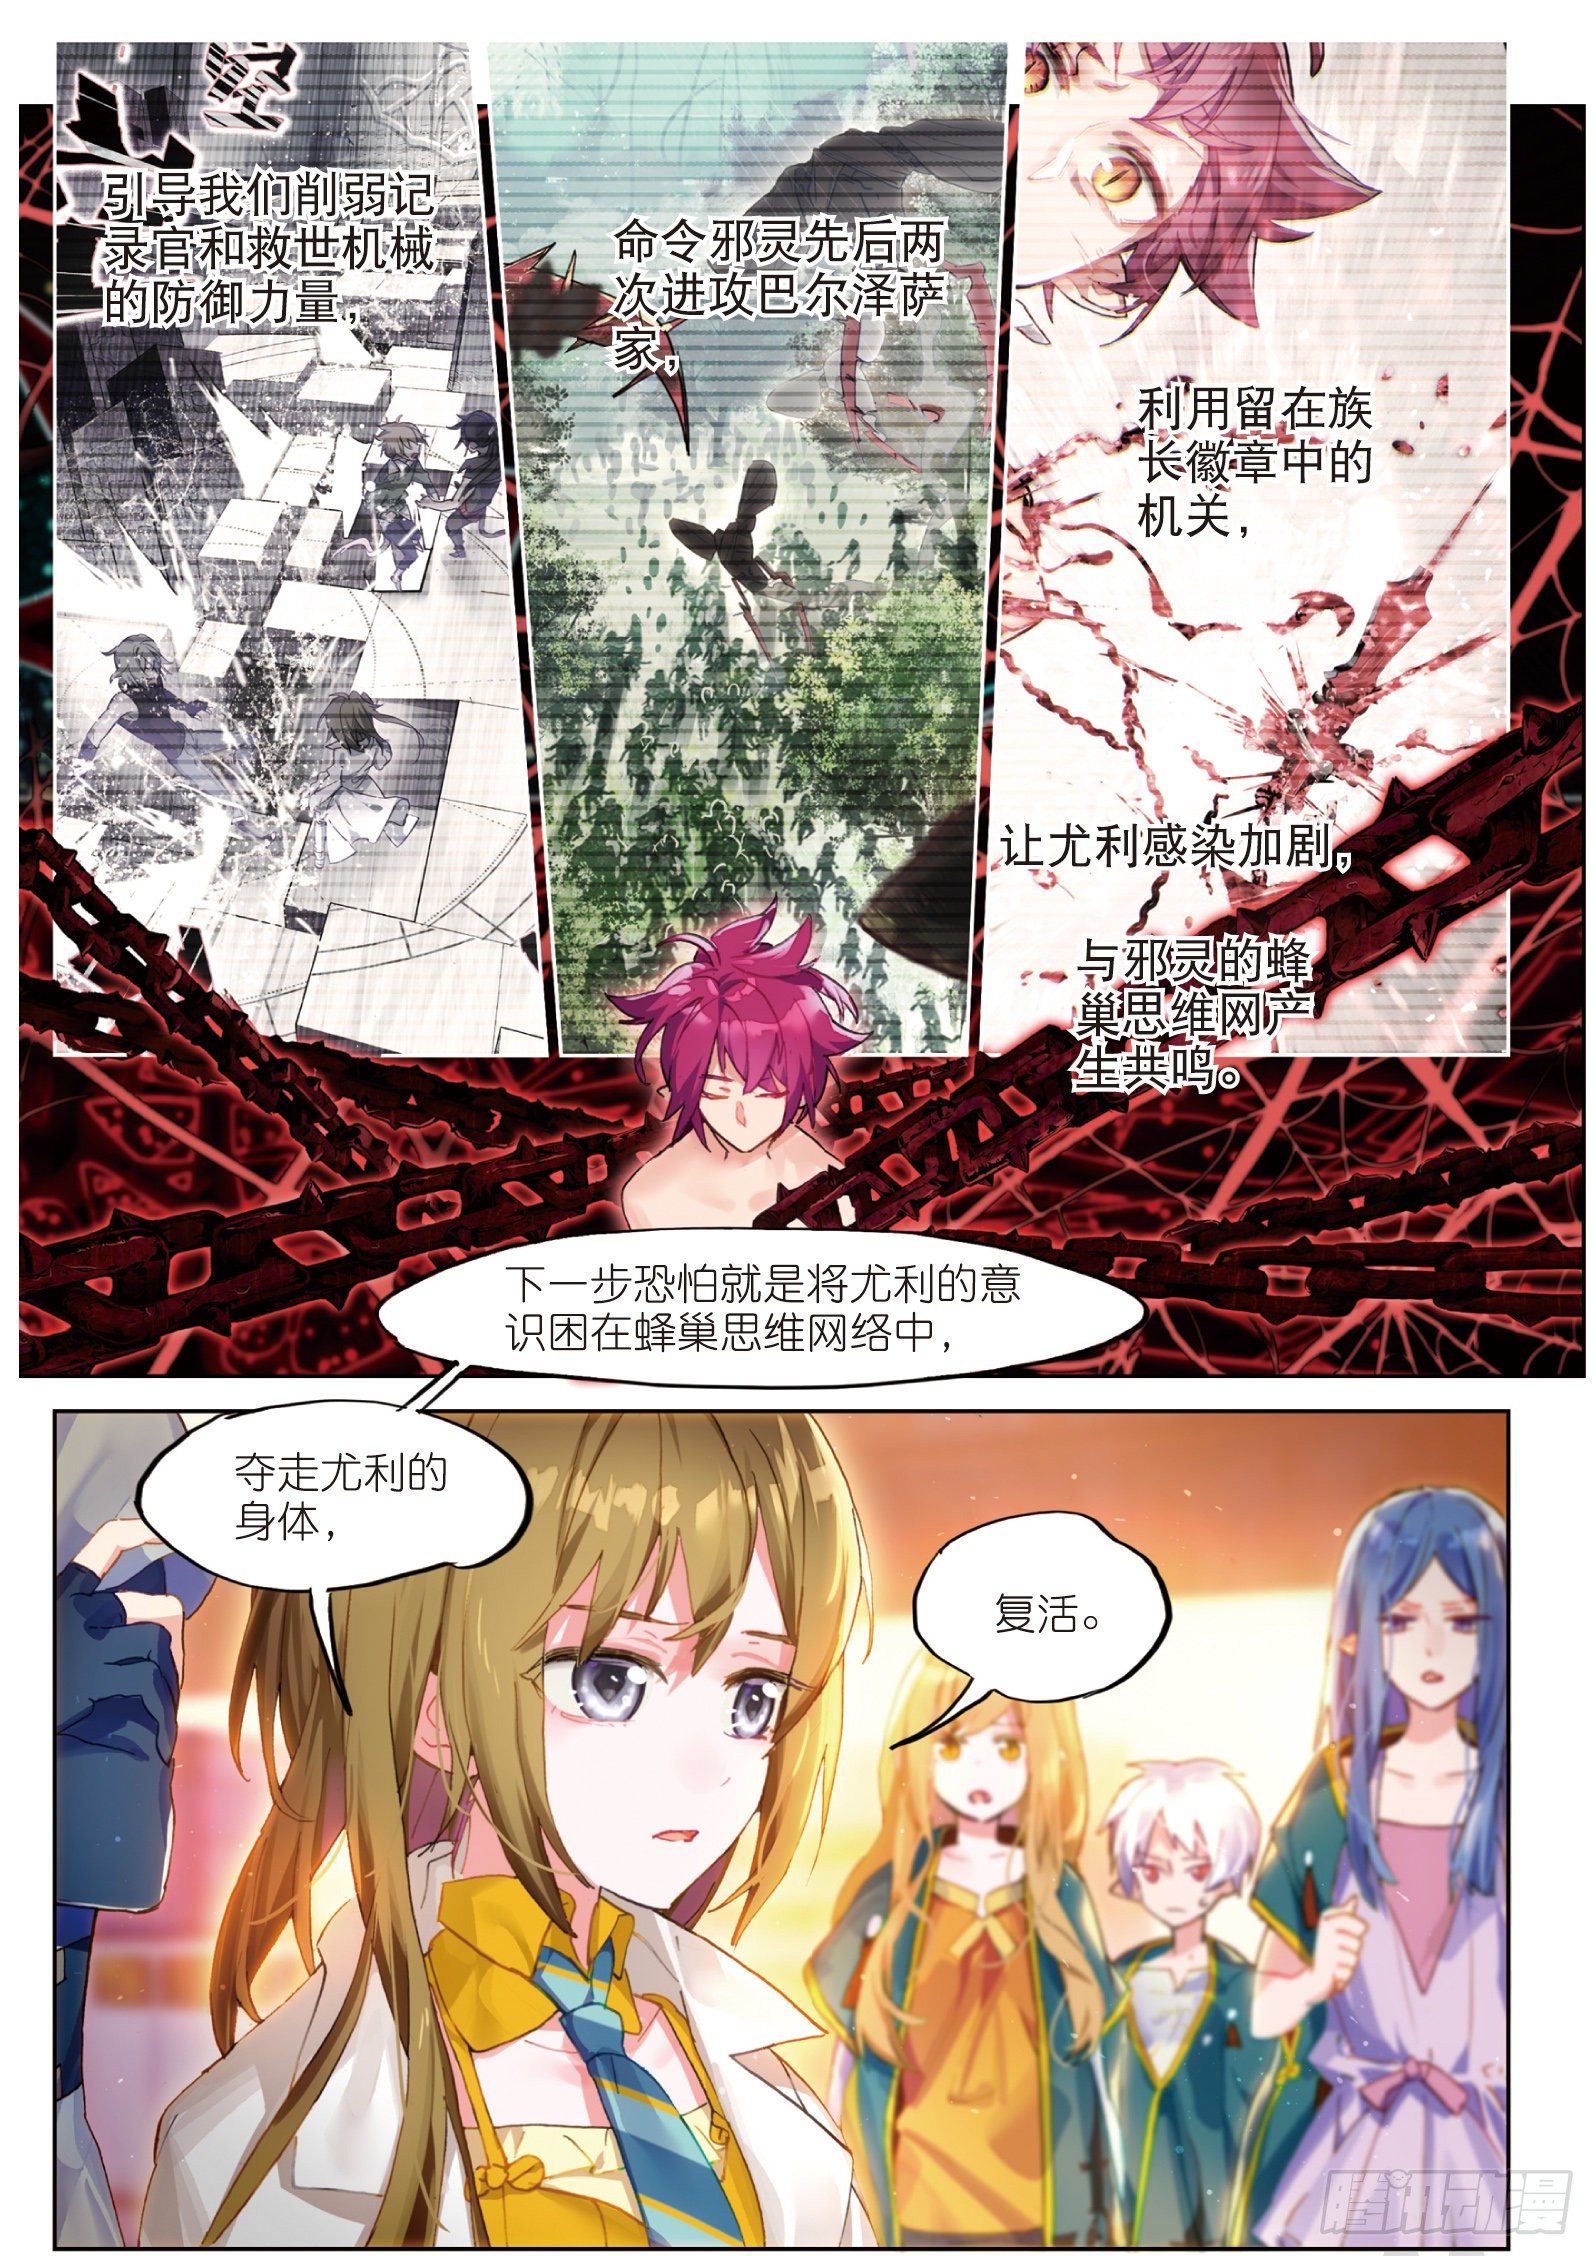 引导我们削弱记
录官和救世机械
的防御力量，
命令邪灵先后两
次进攻巴尔泽萨
家，
利用留在族
长徽章中的
机关，
让尤利感染加剧，
与邪灵的蜂
巢思维网产
生共鸣。
下一步恐怕就是将尤利的意
识困在蜂巢思维网络中，
夺走尤利的
身体，
复活。
腾讯动漫